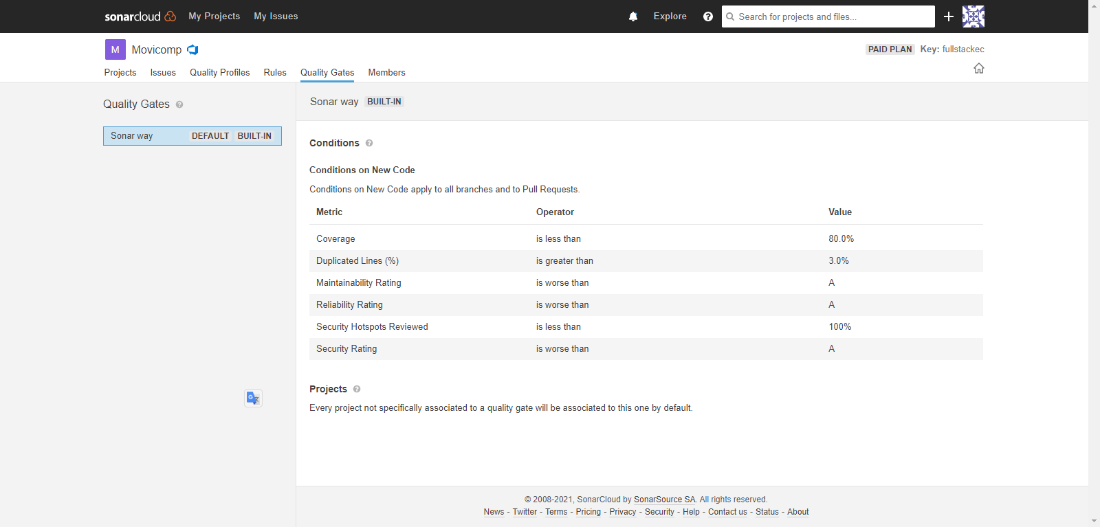 sonarcloud My Projects My Issues Explore ? Search for projects and files... +
M Movicomp PAID PLAN Key: fullstackec
Projects Issues Quality Profiles Rules Quality Gates Members
Quality Gates ?
Sonar way DEFAULT BUILT-IN
Sonar way BUILT-IN
Conditions ?
Conditions on New Code
Conditions on New Code apply to all branches and to Pull Requests.
Metric Operator Value
Coverage is less than 80.0%
Duplicated Lines (%) is greater than 3.0%
Maintainability Rating is worse than A
Reliability Rating is worse than A
Security Hotspots Reviewed is less than 100%
Security Rating is worse than A
Projects ?
Every project not specifically associated to a quality gate will be associated to this one by default.
© 2008-2021, SonarCloud by SonarSource SA. All rights reserved.
News - Twitter - Terms - Pricing - Privacy - Security - Help - Contact us - Status - About